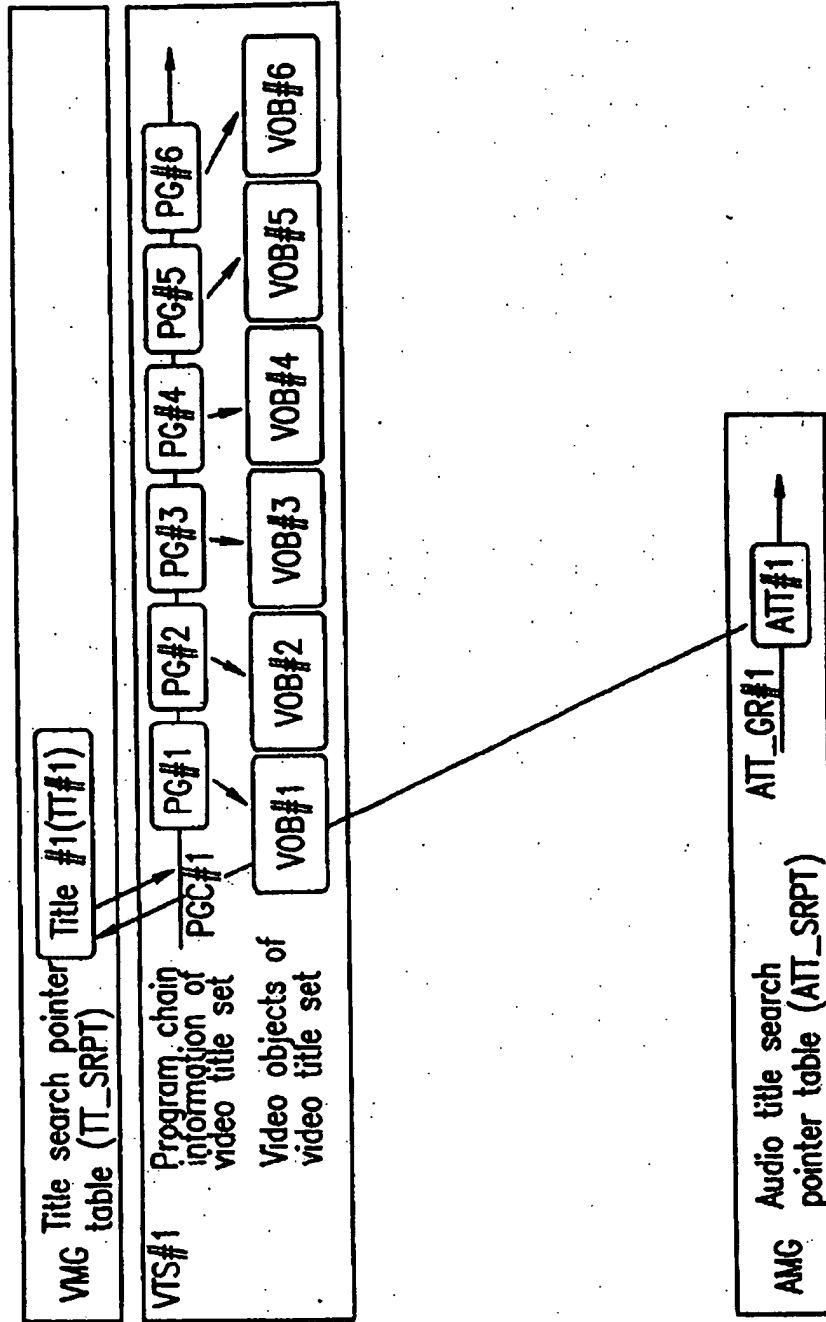 VMG
Title search pointer
table (TT_SRPT)
Title #1(TT#1)
VTS#1
Program chain
information of
video title set
PGC#1
PG#1
PG#2
PG#3
PG#4
PG#5
PG#6
Video objects of
video title set
VOB#1
VOB#2
VOB#3
VOB#4
VOB#5
VOB#6
AMG
Audio title search
pointer table (ATT_SRPT)
ATT_GR#1
ATT#1